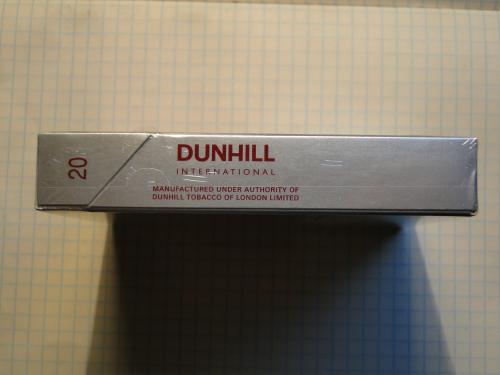 20
DUNHILL
INTERNATIONAL
MANUFACTURED UNDER AUTHORITY OF
DUNHILL TOBACCO OF LONDON LIMITED